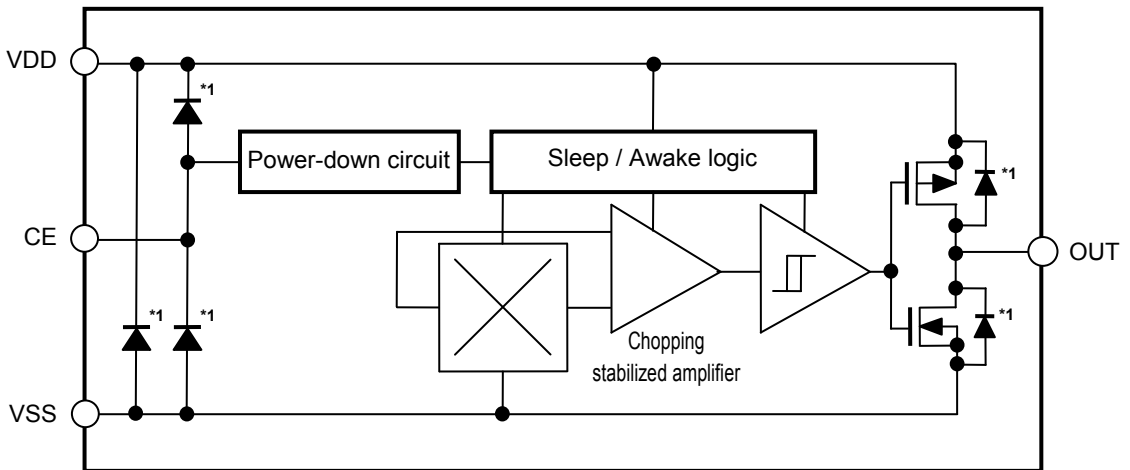 VDD
*1
Power-down circuit
Sleep / Awake logic
*1
CE
OUT
*1
*1
*1
Chopping
stabilized amplifier
VSS